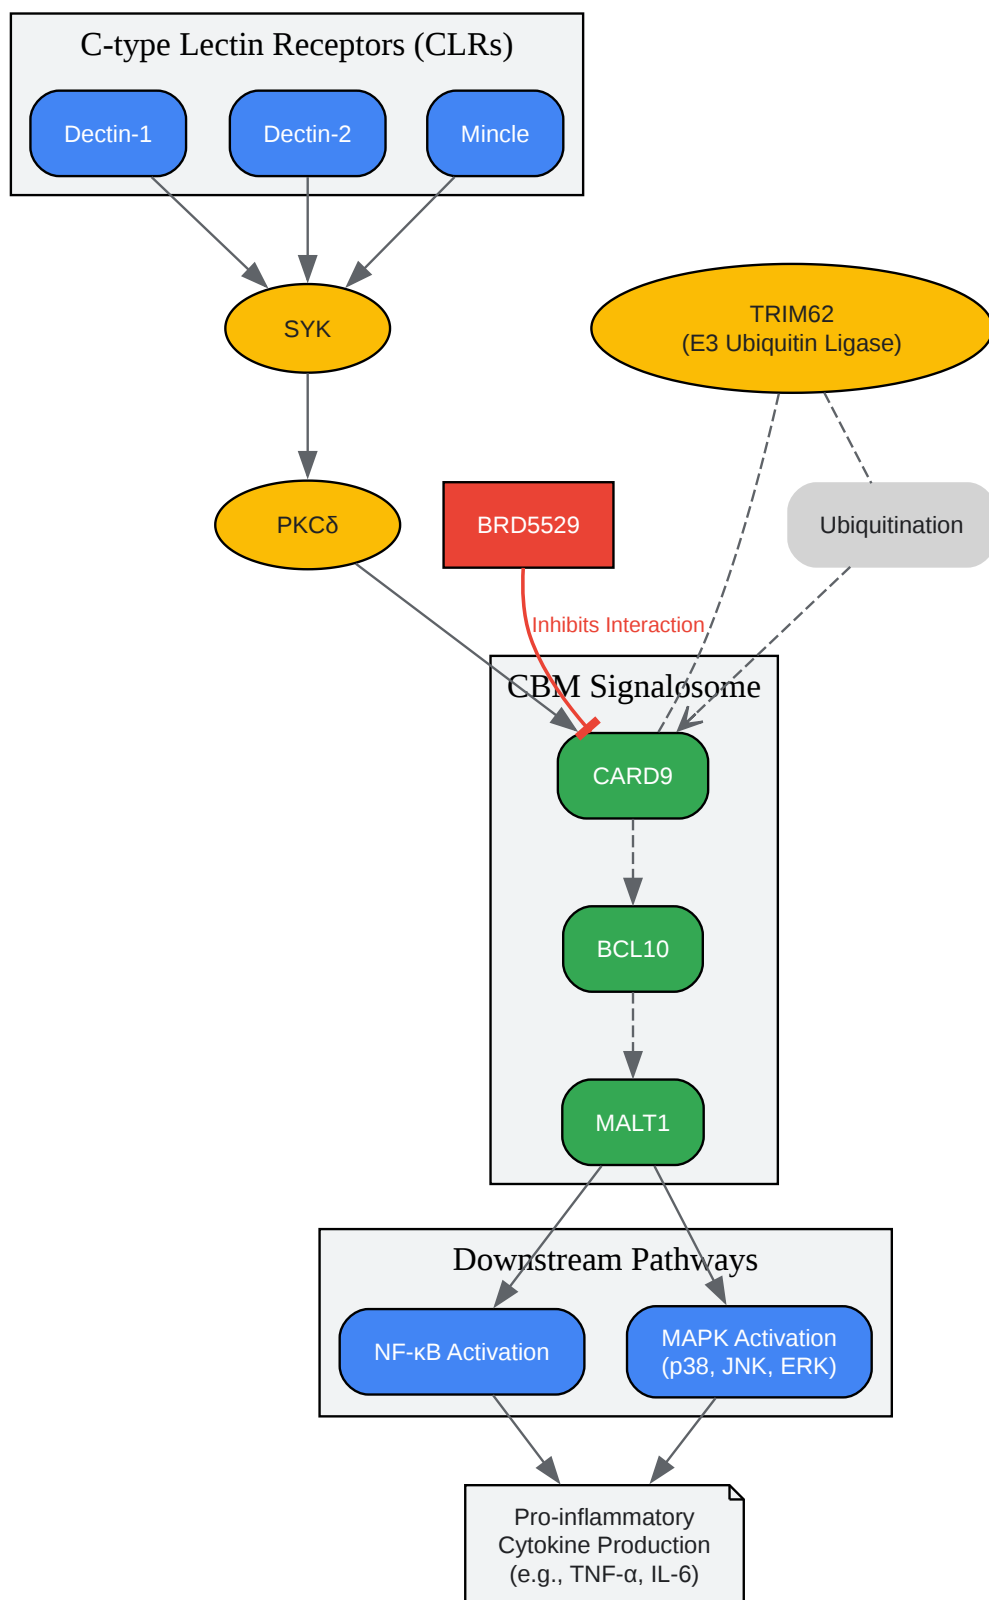 C-type Lectin Receptors (CLRs)
Dectin-1
Dectin-2
Mincle
SYK
TRIM62
(E3 Ubiquitin Ligase)
PKCδ
BRD5529
Ubiquitination
Inhibits Interaction
CBM Signalosome
CARD9
BCL10
MALT1
Downstream Pathways
NF-κB Activation
MAPK Activation
(p38, JNK, ERK)
Pro-inflammatory
Cytokine Production
(e.g., TNF-α, IL-6)